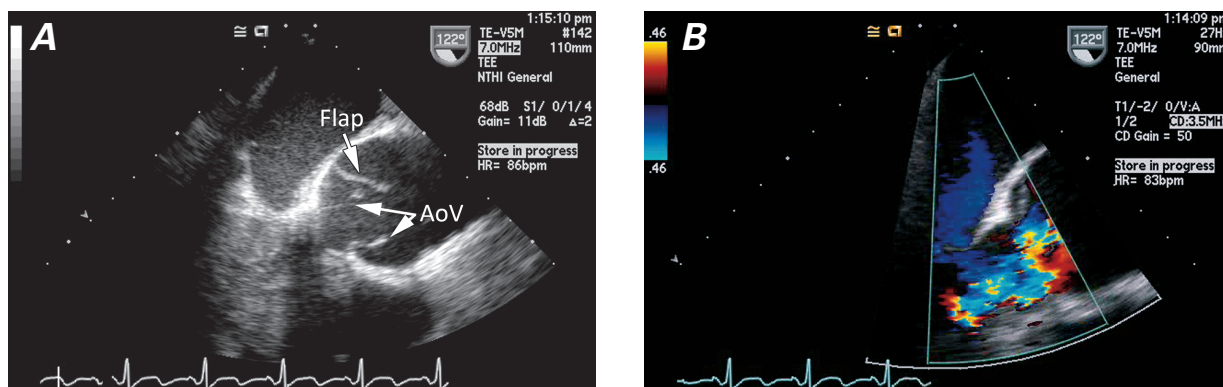 A
1:15:10 pm
TE-V5M #142
7.0MHz 110mm
TEE
NTHI General
68dB S1/ 0/1/4
Gain= 11dB Δ=2
Store in progress
HR= 86bpm
122°
Flap
AoV
B
.46
.46
1:14:09 pm
TE-V5M 27H
7.0MHz 90mm
TEE
General
T1/-2/ 0/V:A
1/2 CD:3.5MH
CD Gain = 50
Store in progress
HR= 83bpm
122°